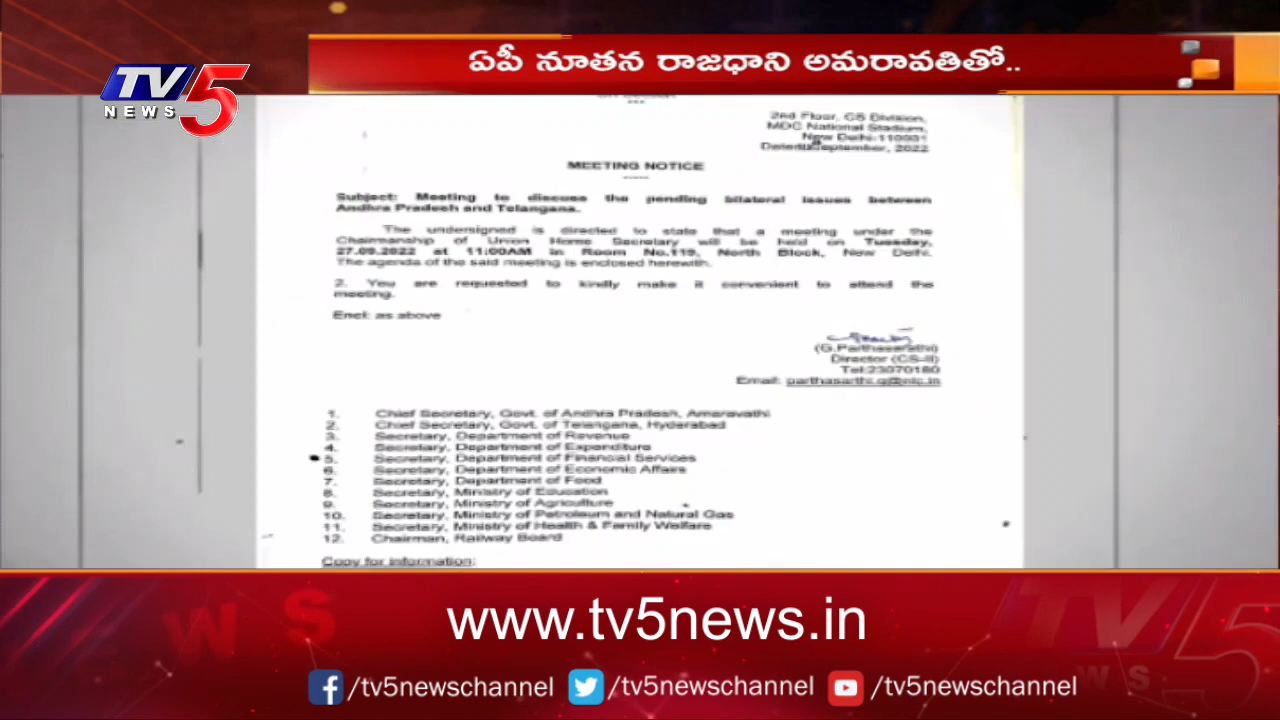 ఏపీ నూతన రాజధాని అమరావతితో..
TV5
NEWS
2nd Floor, CS Division,
MDC National Stadium,
New Delhi-110001
September, 2022
MEETING NOTICE
Subject: Meeting to discuss the pending bilateral issues between
Andhra Pradesh and Telangana.
The undersigned is directed to state that a meeting under the
Chairmanship of Union Home Secretary will be held on Tuesday,
27.09.2022 at 11:00AM in Room No.119, North Block, New Delhi.
The agenda of the said meeting is enclosed herewith.
2. You are requested to kindly make it convenient to attend the
meeting.
Encl: as above
(G.Parthasarathi)
Director (CS-II)
Tel:23070180
Email: parthasarthi.g@nic.in
1. Chief Secretary, Govt. of Andhra Pradesh, Amaravathi
2. Chief Secretary, Govt. of Telangana, Hyderabad
3. Secretary, Department of Revenue
4. Secretary, Department of Expenditure
5. Secretary, Department of Financial Services
6. Secretary, Department of Economic Affairs
7. Secretary, Department of Food
8. Secretary, Ministry of Education
9. Secretary, Ministry of Agriculture
10. Secretary, Ministry of Petroleum and Natural Gas
11. Secretary, Ministry of Health & Family Welfare
12. Chairman, Railway Board
Copy for information:
www.tv5news.in
/tv5newschannel /tv5newschannel /tv5newschannel